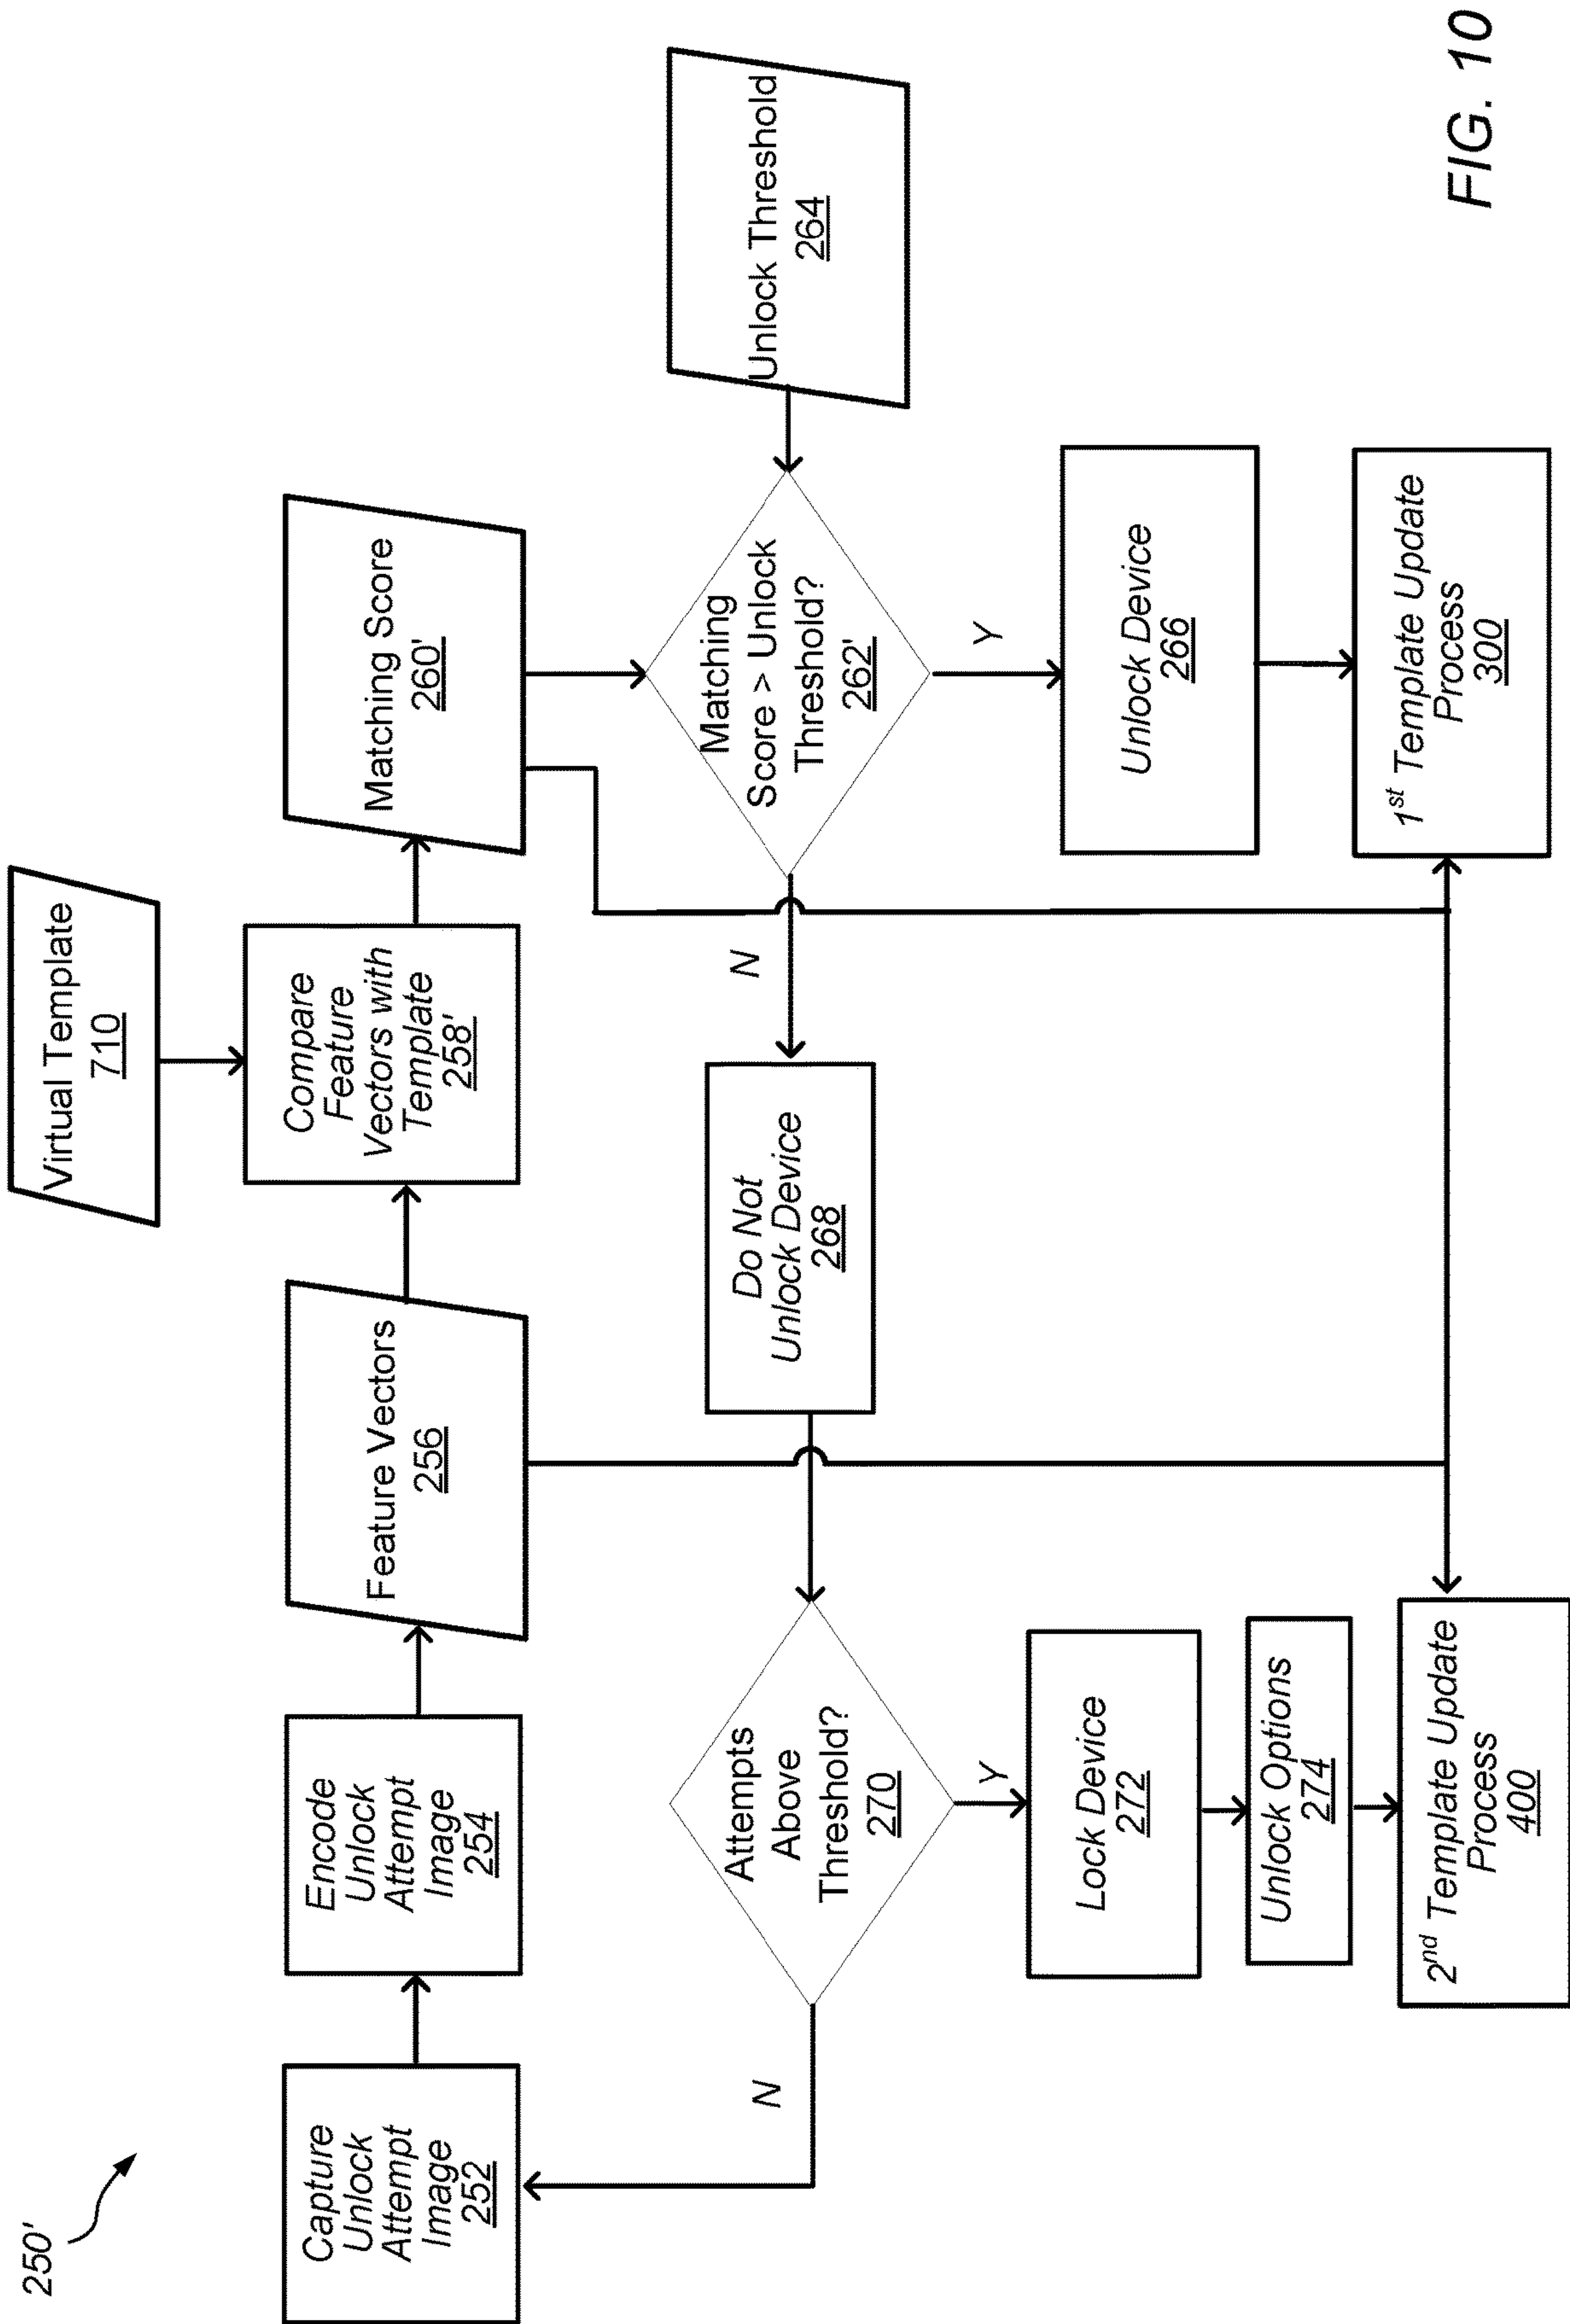 250'
Capture
Unlock
Attempt
Image
252
Encode
Unlock
Attempt
Image
254
Feature Vectors
256
Virtual Template
710
Compare
Feature
Vectors with
Template
258'
Matching Score
260'
Unlock Threshold
264
Matching
Score > Unlock
Threshold?
262'
Y
N
Unlock Device
266
1st Template Update
Process
300
Do Not
Unlock Device
268
Attempts
Above
Threshold?
270
N
Y
Lock Device
272
Unlock Options
274
2nd Template Update
Process
400
FIG. 10